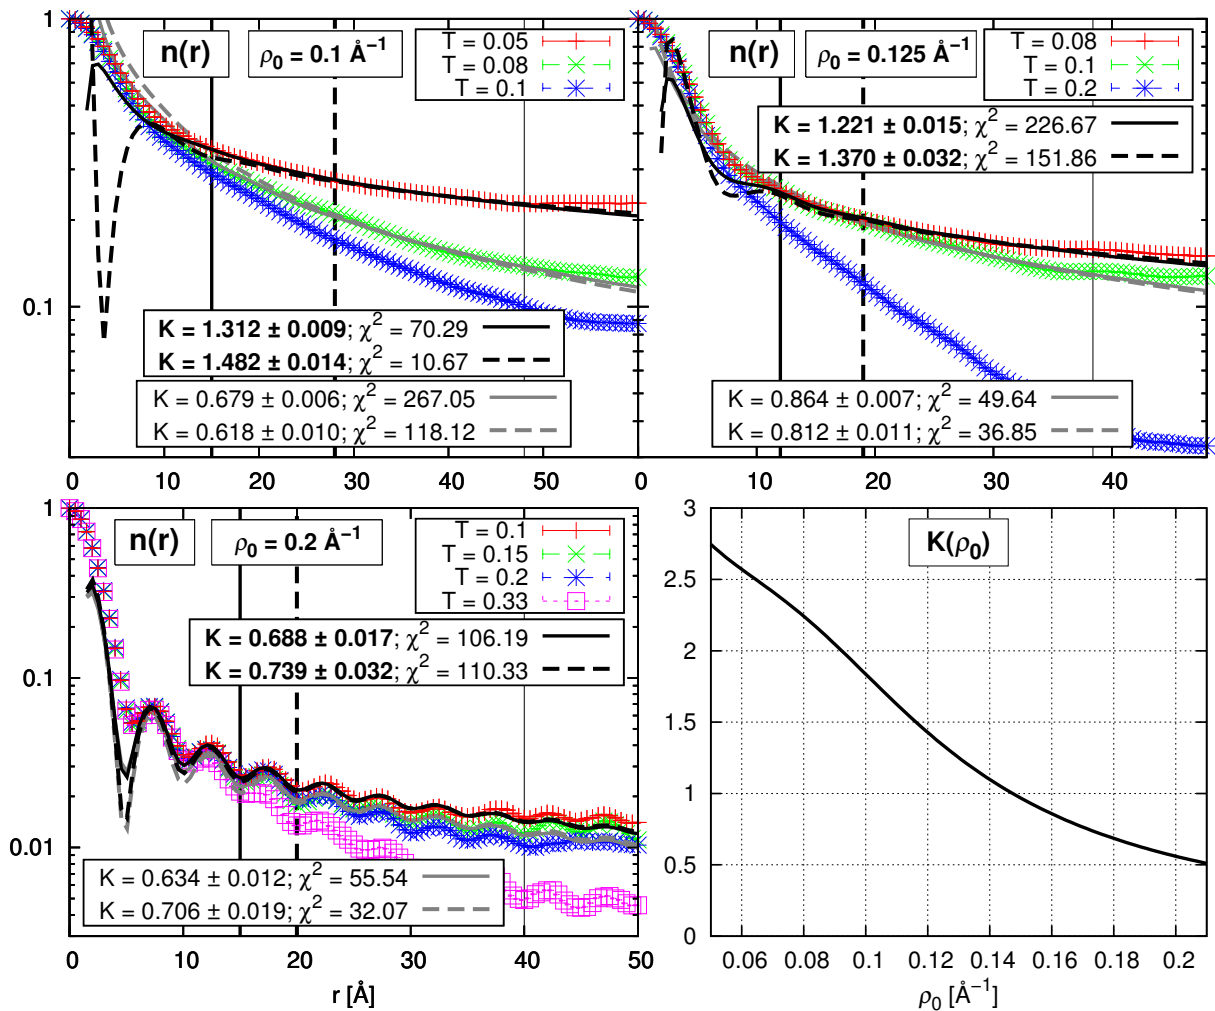 1
n(r)
ρ0 = 0.1 Å−1
T = 0.05
T = 0.08
T = 0.1
0.1
K = 1.312 ± 0.009; χ2 = 70.29
K = 1.482 ± 0.014; χ2 = 10.67
K = 0.679 ± 0.006; χ2 = 267.05
K = 0.618 ± 0.010; χ2 = 118.12
0 10 20 30 40 50
n(r)
ρ0 = 0.125 Å−1
T = 0.08
T = 0.1
T = 0.2
K = 1.221 ± 0.015; χ2 = 226.67
K = 1.370 ± 0.032; χ2 = 151.86
K = 0.864 ± 0.007; χ2 = 49.64
K = 0.812 ± 0.011; χ2 = 36.85
0 10 20 30 40
1
n(r)
ρ0 = 0.2 Å−1
T = 0.1
T = 0.15
T = 0.2
T = 0.33
K = 0.688 ± 0.017; χ2 = 106.19
K = 0.739 ± 0.032; χ2 = 110.33
0.1
0.01
K = 0.634 ± 0.012; χ2 = 55.54
K = 0.706 ± 0.019; χ2 = 32.07
0 10 20 30 40 50
r [Å]
K(ρ0)
3
2.5
2
1.5
1
0.5
0
0.06 0.08 0.1 0.12 0.14 0.16 0.18 0.2
ρ0 [Å−1]